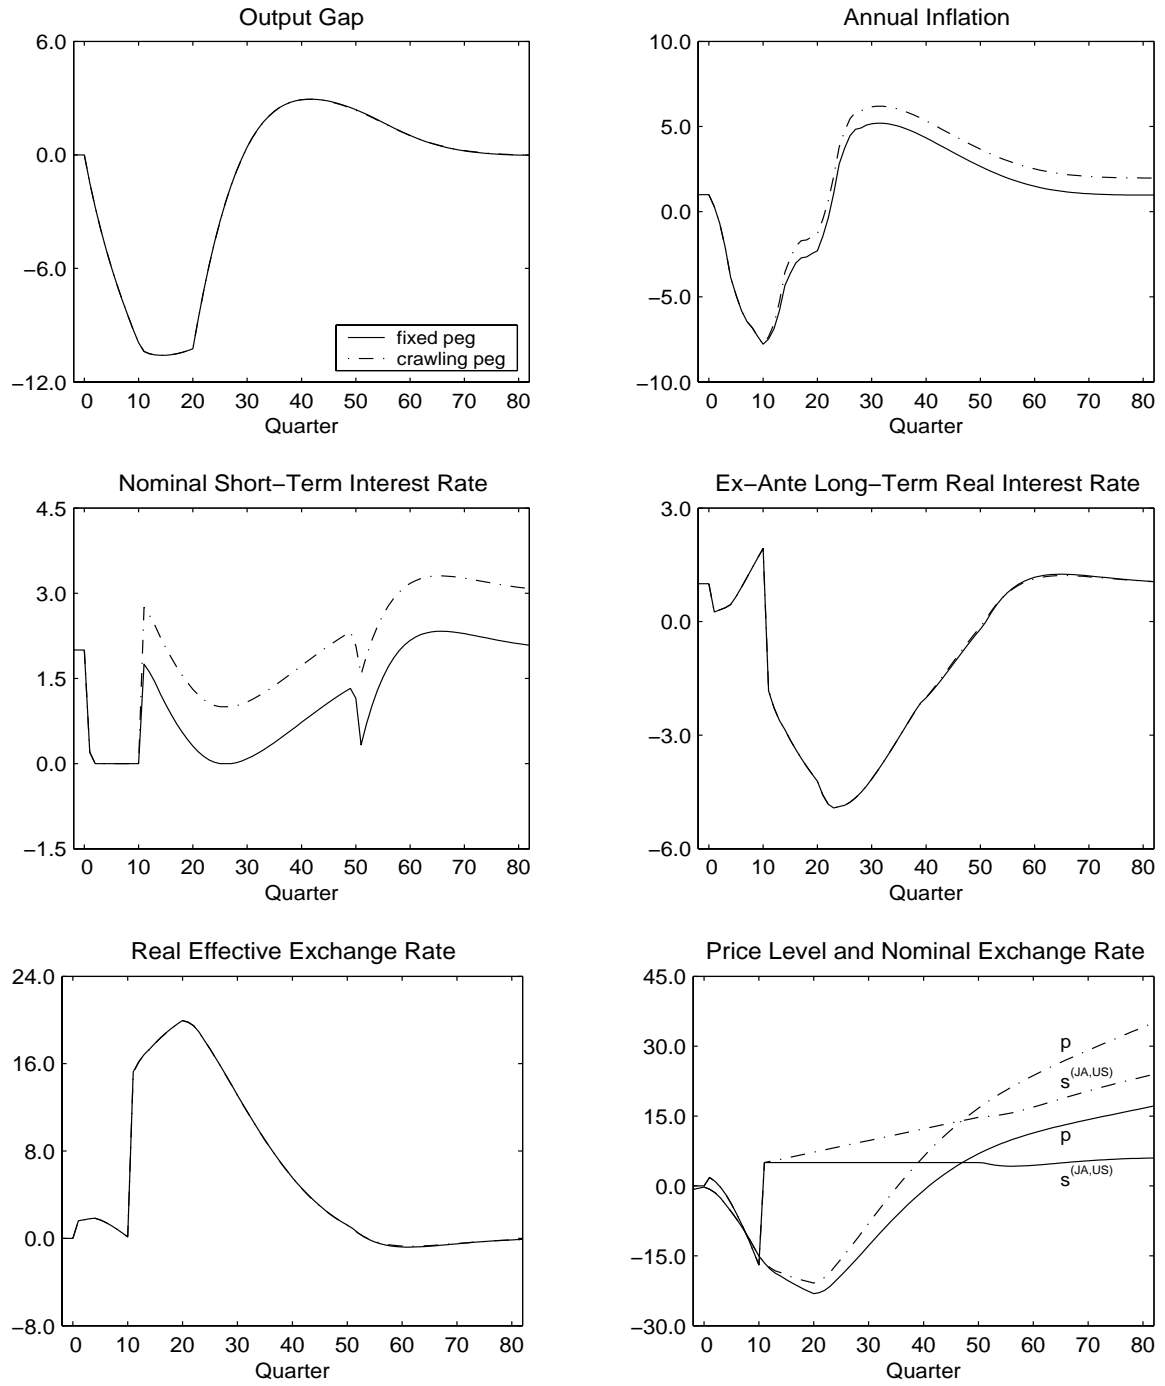 Output Gap
6.0
0.0
−6.0
−12.0
fixed peg
crawling peg
0 10 20 30 40 50 60 70 80
Quarter
Annual Inflation
10.0
5.0
0.0
−5.0
−10.0
0 10 20 30 40 50 60 70 80
Quarter
Nominal Short−Term Interest Rate
4.5
3.0
1.5
0.0
−1.5
0 10 20 30 40 50 60 70 80
Quarter
Ex−Ante Long−Term Real Interest Rate
3.0
0.0
−3.0
−6.0
0 10 20 30 40 50 60 70 80
Quarter
Real Effective Exchange Rate
24.0
16.0
8.0
0.0
−8.0
0 10 20 30 40 50 60 70 80
Quarter
Price Level and Nominal Exchange Rate
45.0
30.0
15.0
0.0
−15.0
−30.0
p
s(JA,US)
p
s(JA,US)
0 10 20 30 40 50 60 70 80
Quarter